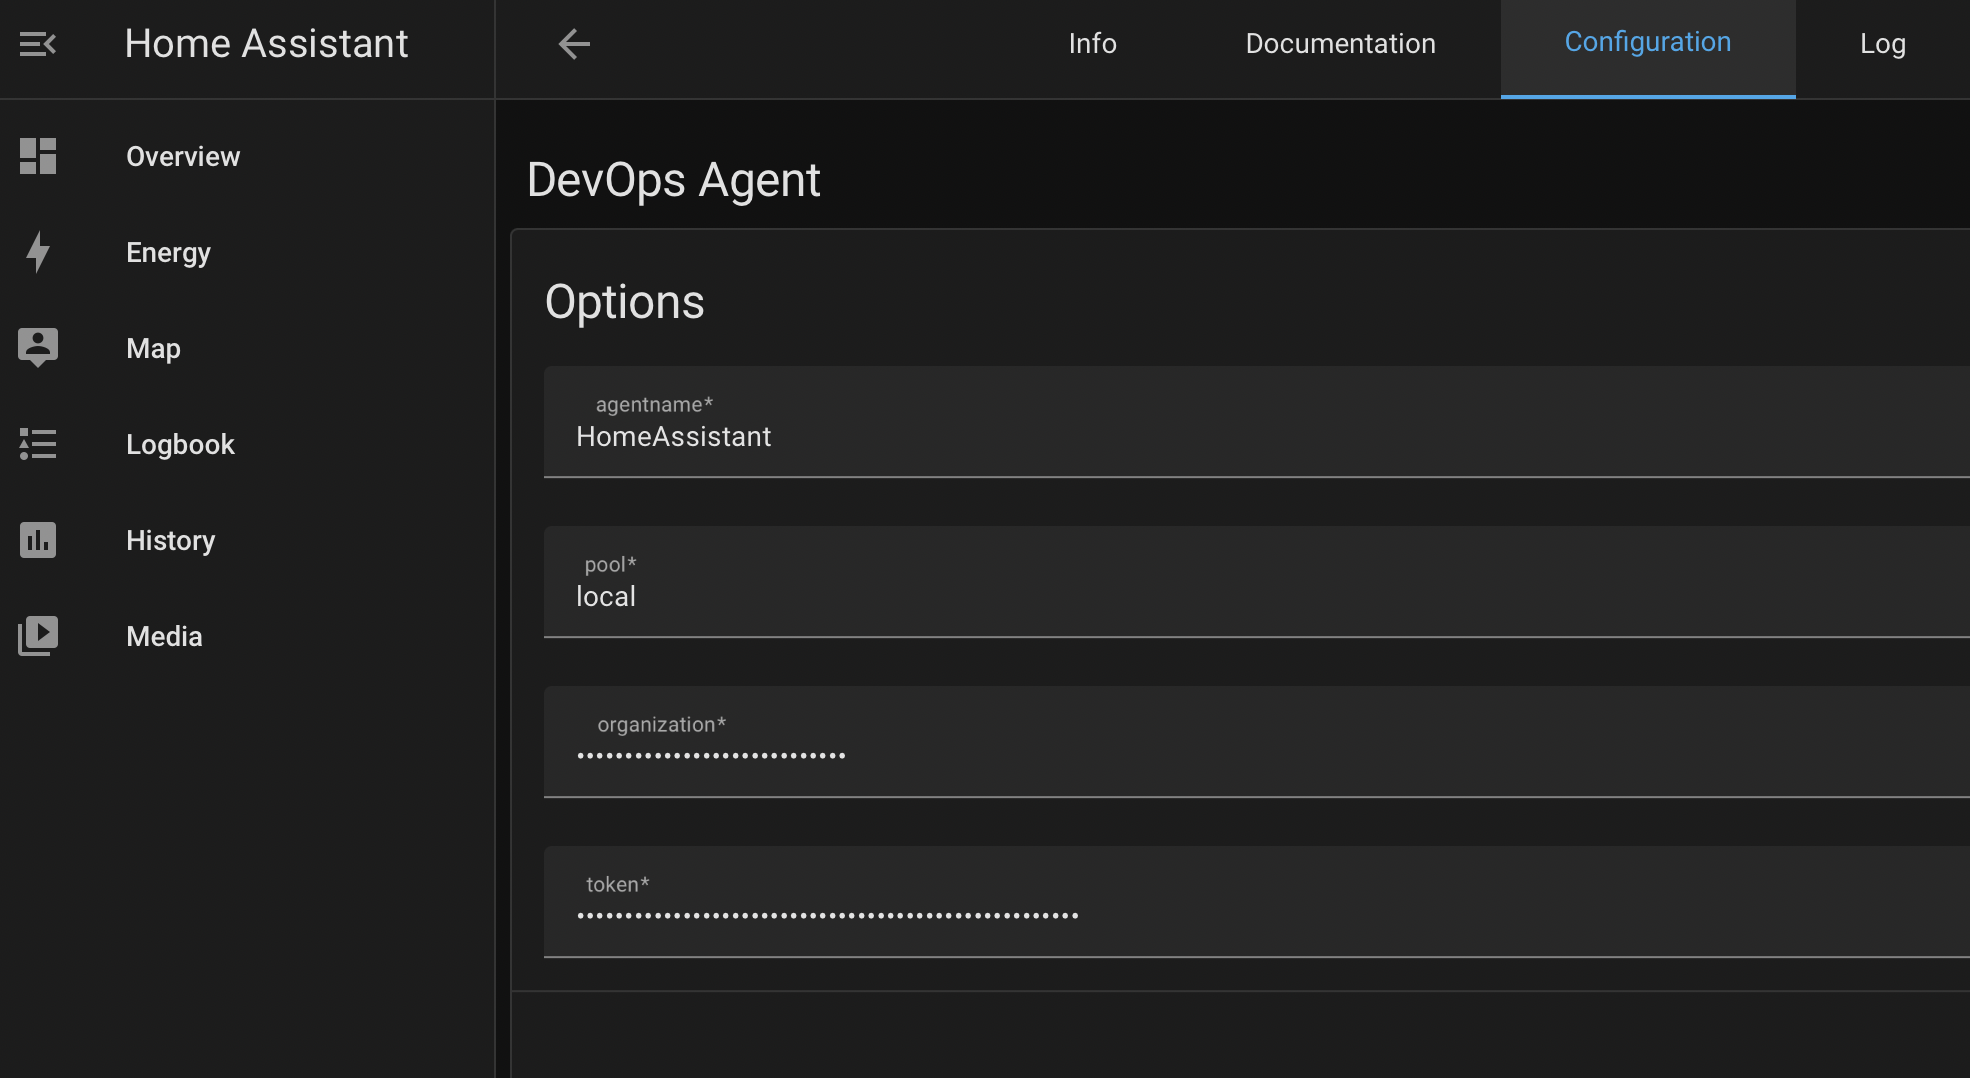 Home Assistant
Info
Documentation
Configuration
Log
Overview
Energy
Map
Logbook
History
Media
DevOps Agent
Options
agentname*
HomeAssistant
pool*
local
organization*
••••••••••••••••••••••••••••
token*
••••••••••••••••••••••••••••••••••••••••••••••••••••